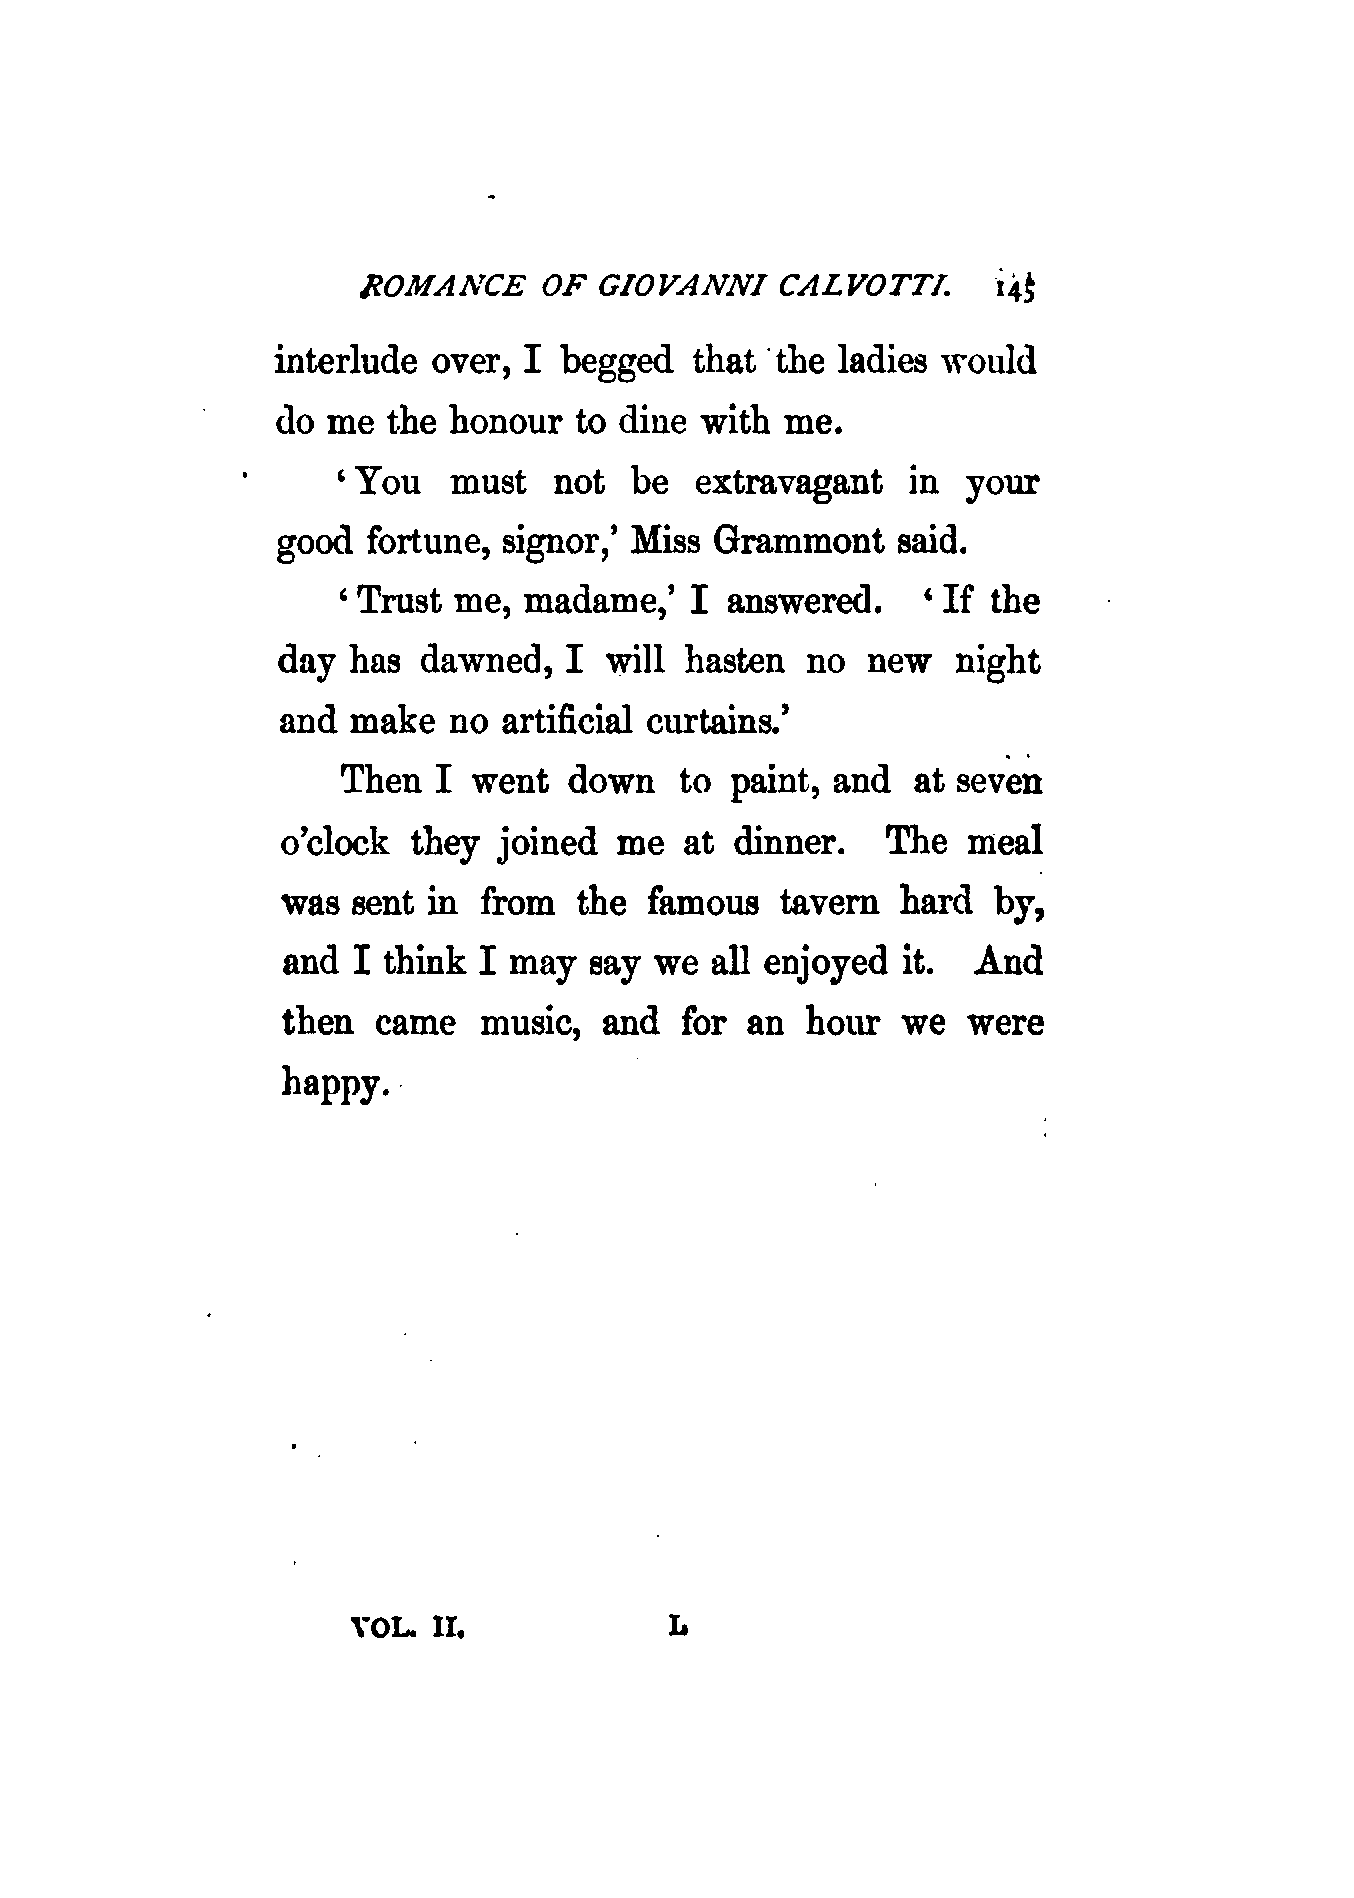 ROMANCE OF GIOVANNI CALVOTTI. 145
interlude over, I begged that the ladies would
do me the honour to dine with me.
‘You must not be extravagant in your
good fortune, signor,’ Miss Grammont said.
‘Trust me, madame,’ I answered. ‘If the
day has dawned, I will hasten no new night
and make no artificial curtains.’
Then I went down to paint, and at seven
o’clock they joined me at dinner. The meal
was sent in from the famous tavern hard by,
and I think I may say we all enjoyed it. And
then came music, and for an hour we were
happy.
VOL. II. L